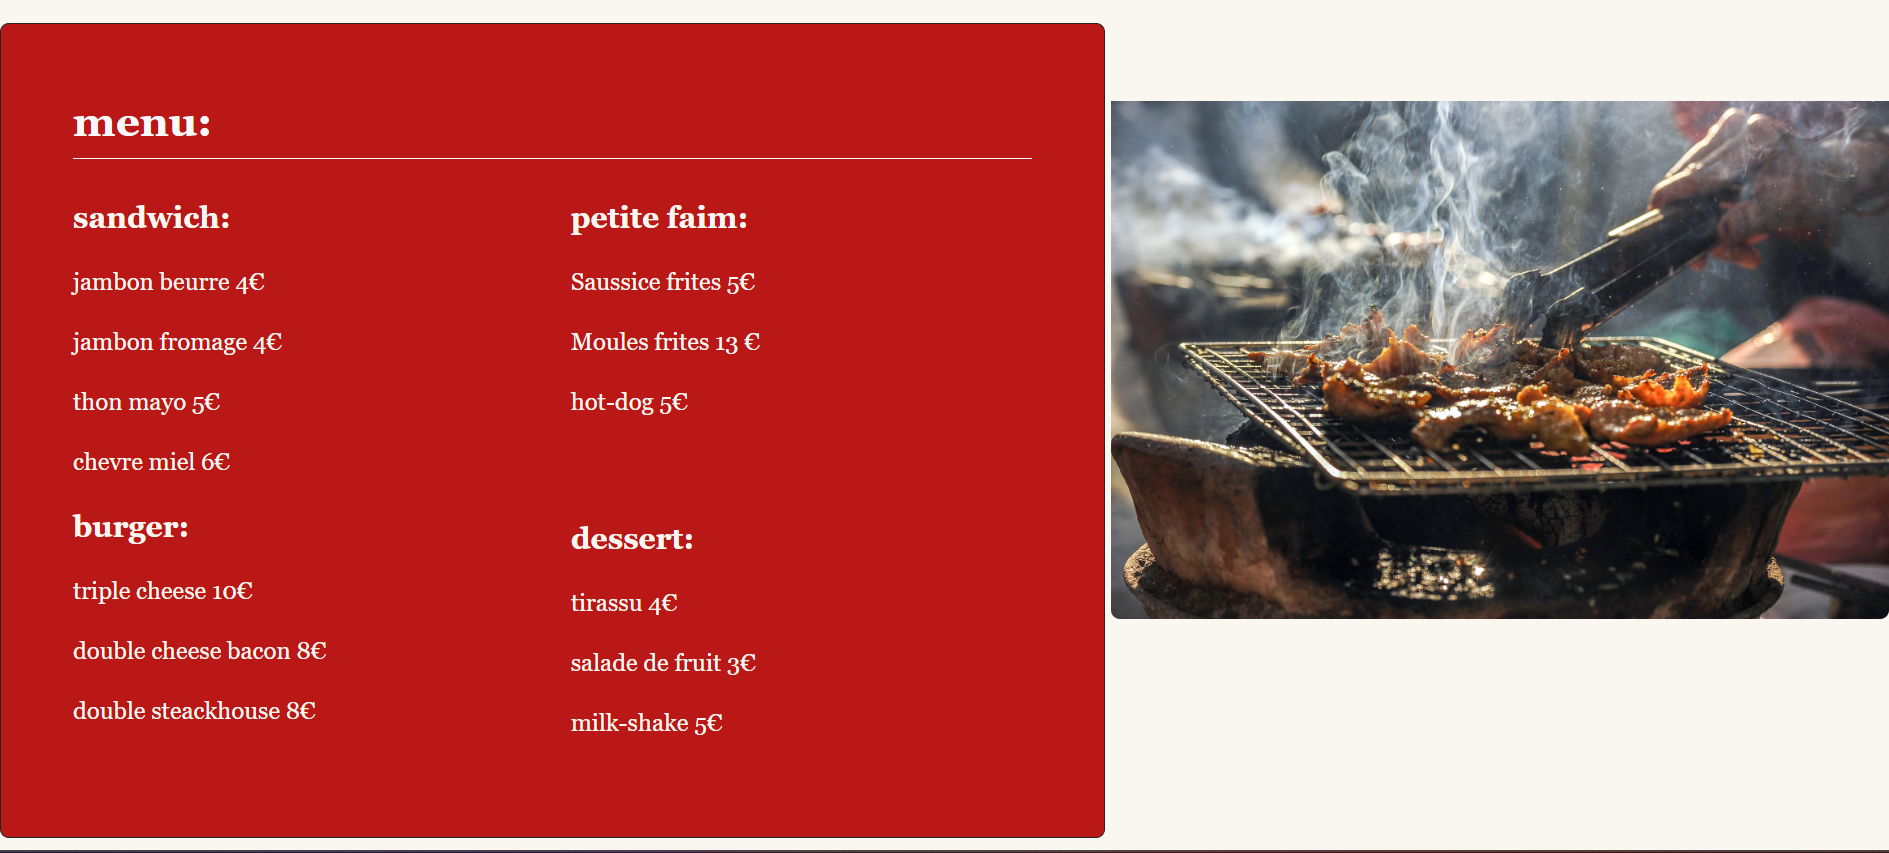 menu:
sandwich:
jambon beurre 4€
jambon fromage 4€
thon mayo 5€
chevre miel 6€
burger:
triple cheese 10€
double cheese bacon 8€
double steackhouse 8€
petite faim:
Saussice frites 5€
Moules frites 13 €
hot-dog 5€
dessert:
tirassu 4€
salade de fruit 3€
milk-shake 5€